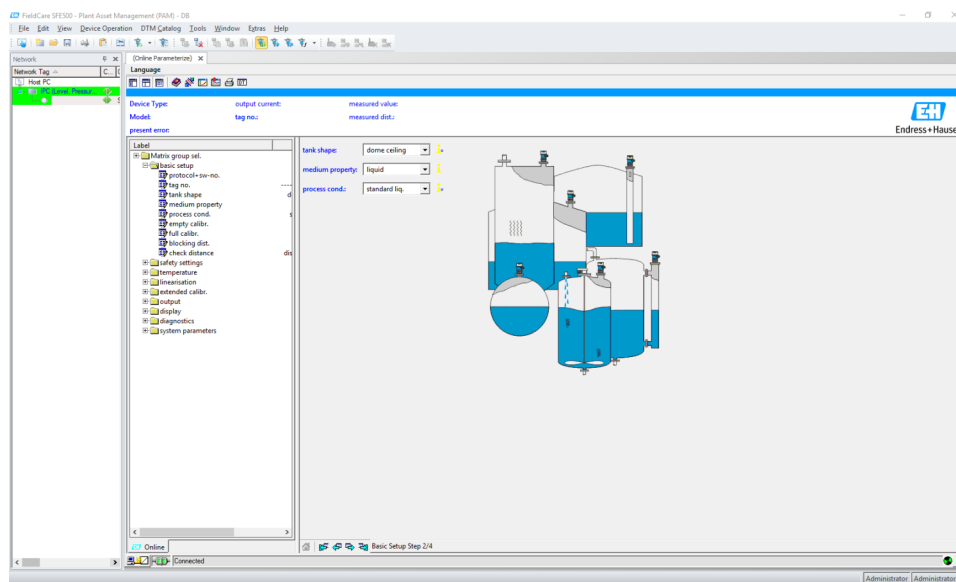 FieldCare SFE500 - Plant Asset Management (PAM) - DB
File Edit View Device Operation DTM Catalog Tools Window Extras Help
Network
Network Tag C...
Host PC
IPC (Level, Pressur...
(Online Parameterize)
Language
Device Type: output current: measured value:
Model: tag no.: measured dist.:
present error:
EH
Endress+Hause
Label
Matrix group sel.
basic setup
protocol+sw-no.
tag no. ----
tank shape d
medium property
process cond. s
empty calibr.
full calibr.
blocking dist.
check distance dis
safety settings
temperature
linearisation
extended calibr.
output
display
diagnostics
system parameters
tank shape: dome ceiling
medium property: liquid
process cond.: standard liq.
Online
Basic Setup Step 2/4
Connected
Administrator Administrator